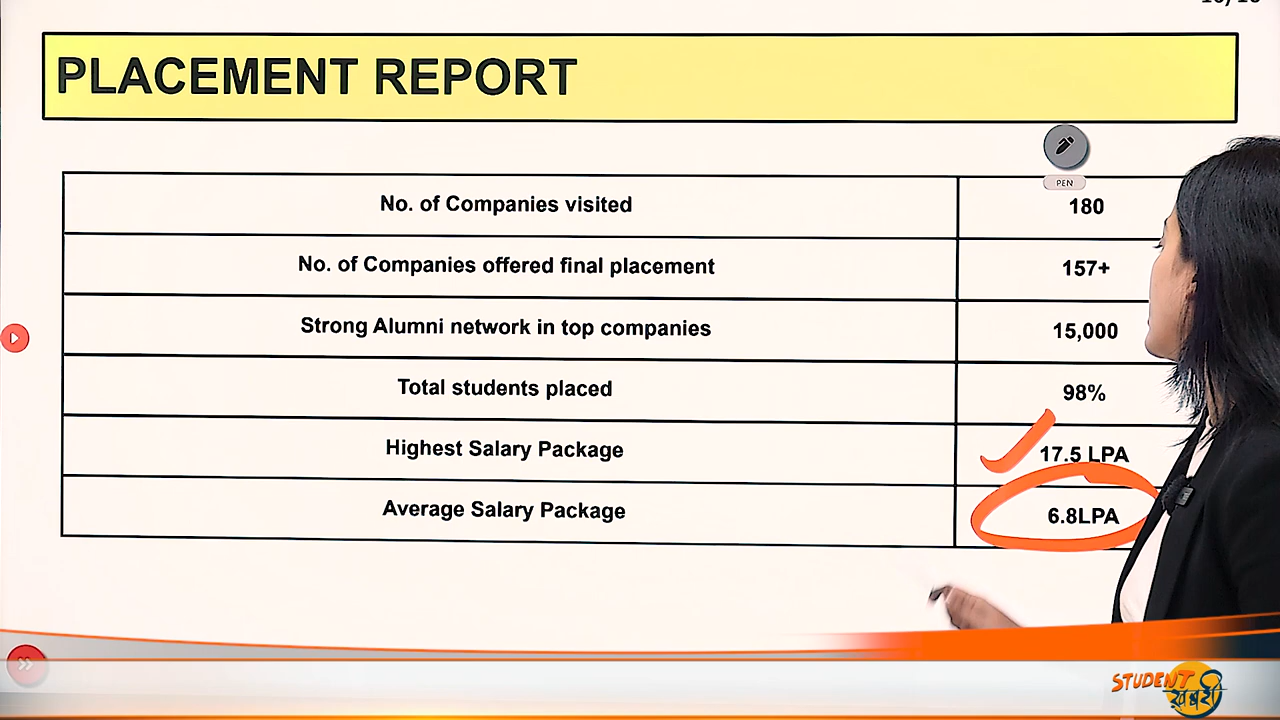 PLACEMENT REPORT
PEN
No. of Companies visited 180
No. of Companies offered final placement 157+
Strong Alumni network in top companies 15,000
Total students placed 98%
Highest Salary Package 17.5 LPA
Average Salary Package 6.8LPA
STUDENT
खबरी